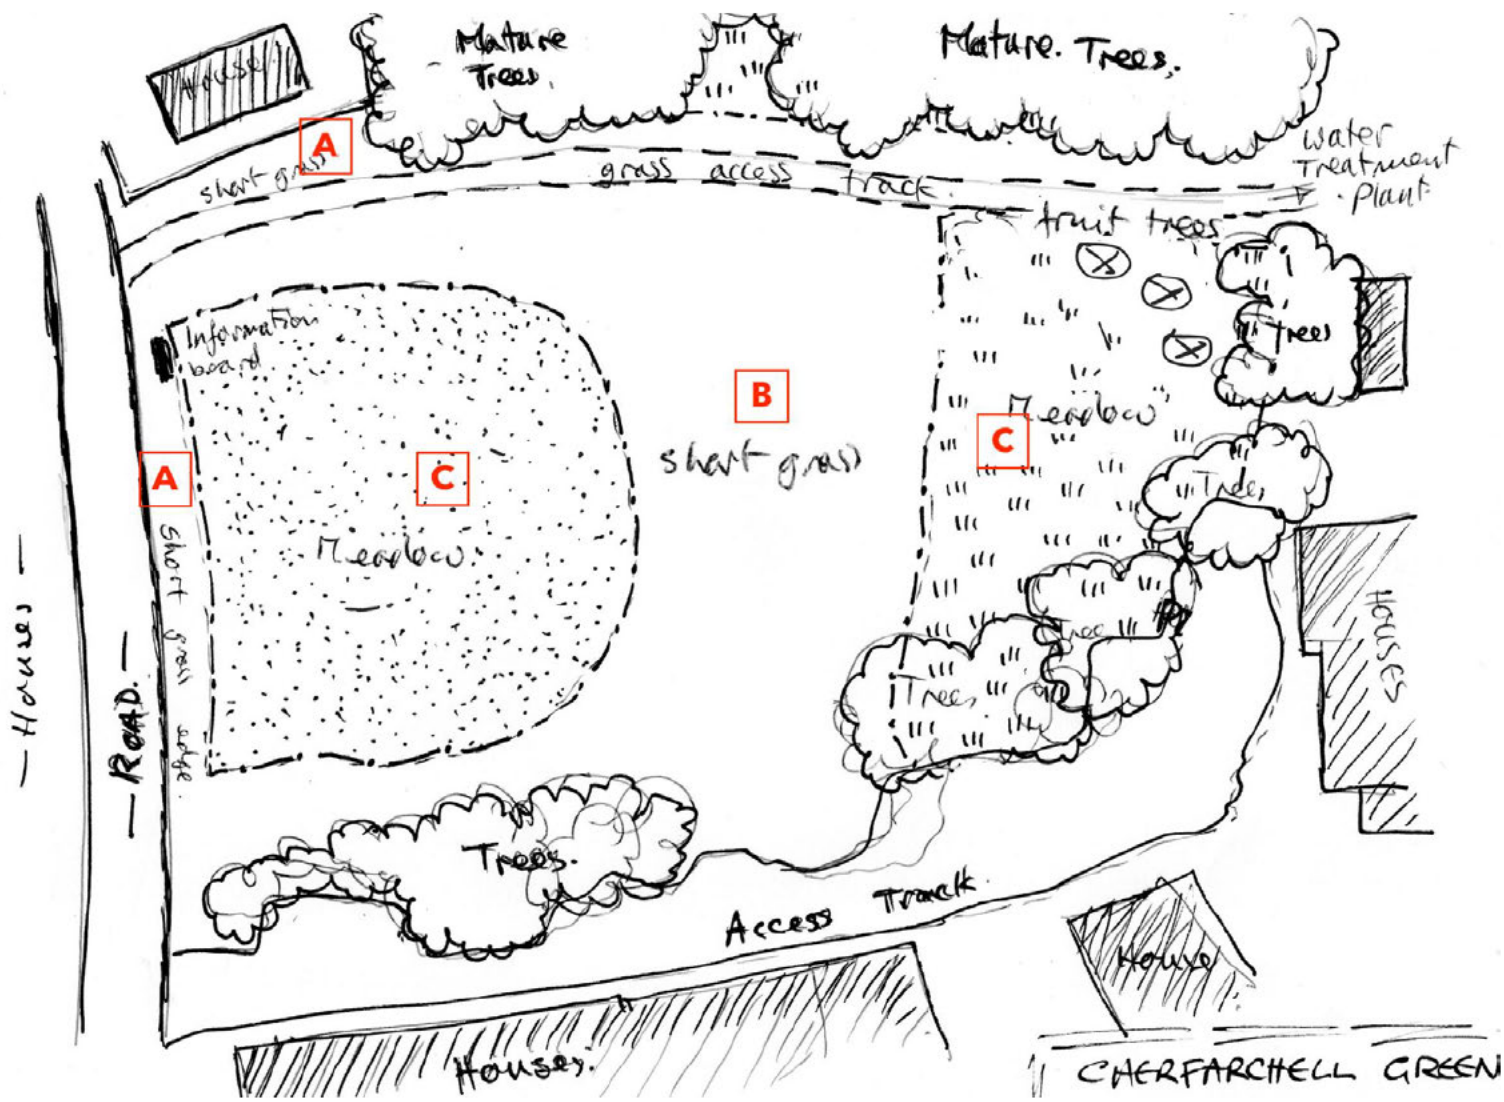 House
Mature
Trees.
Mature. Trees.
A
short grass
grass access track.
Water
Treatment
Plant
fruit trees
Information
board
Trees
B
short grass
Meadow
C
A
C
Meadow
Trees
short grass edge.
Tree
Trees
HOUSES
- Houses -
- ROAD. -
Trees.
Access Track.
House
Houses.
CHERFARCHELL GREEN